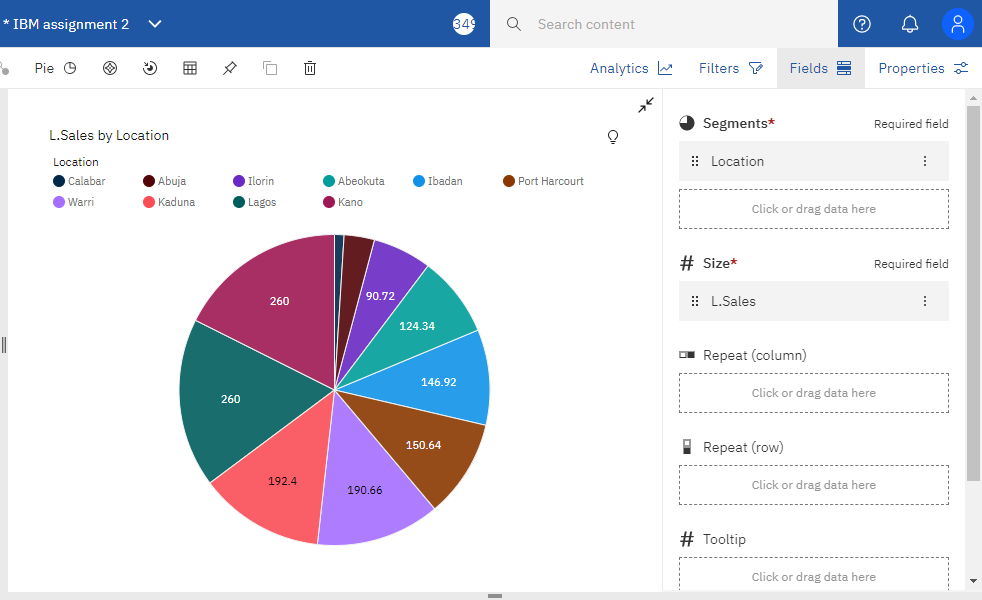 * IBM assignment 2
349
Search content
Pie
Analytics
Filters
Fields
Properties
L.Sales by Location
Location
Calabar Abuja Ilorin Abeokuta Ibadan Port Harcourt
Warri Kaduna Lagos Kano
260
90.72
124.34
146.92
260
150.64
192.4
190.66
Segments* Required field
Location
Click or drag data here
# Size* Required field
L.Sales
Repeat (column)
Click or drag data here
Repeat (row)
Click or drag data here
# Tooltip
Click or drag data here